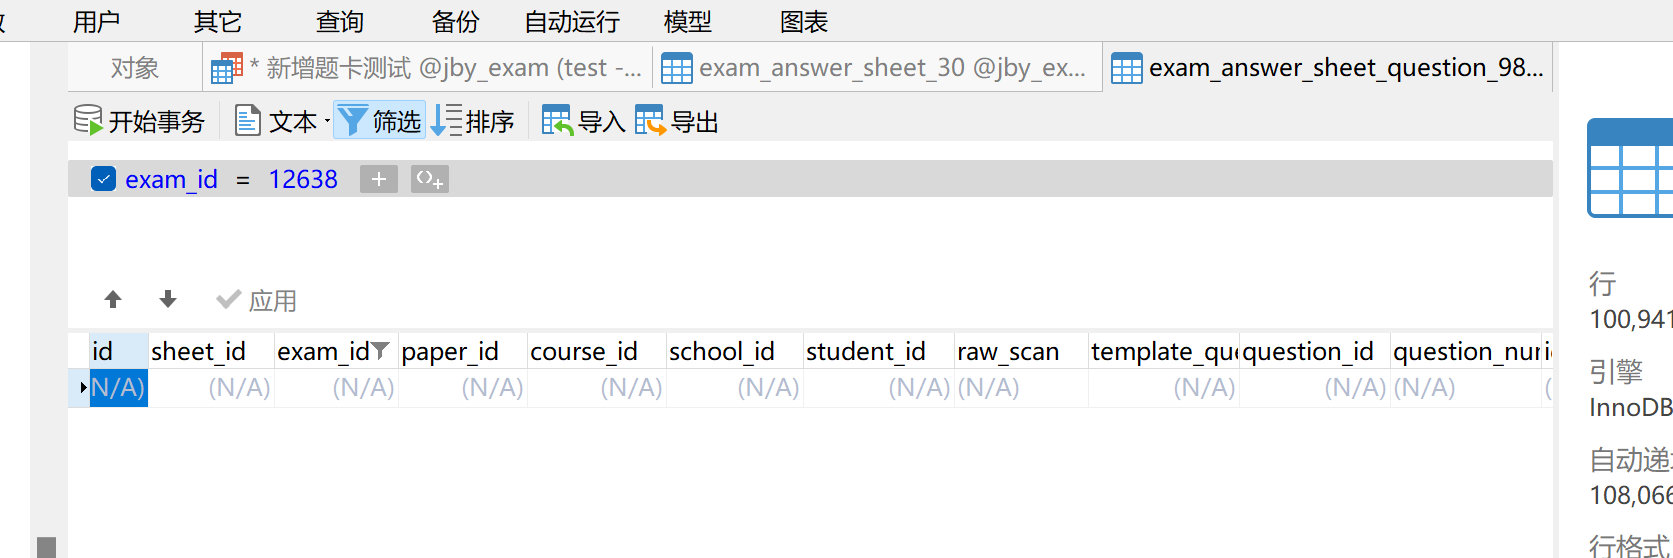 用户 其它 查询 备份 自动运行 模型 图表
对象 * 新增题卡测试 @jby_exam (test -... exam_answer_sheet_30 @jby_ex... exam_answer_sheet_question_98...
开始事务 文本 筛选 排序 导入 导出
exam_id = 12638
应用
id sheet_id exam_id paper_id course_id school_id student_id raw_scan template_que question_id question_nur
N/A) (N/A) (N/A) (N/A) (N/A) (N/A) (N/A) (N/A) (N/A) (N/A) (N/A)
行
100,941
引擎
InnoDB
自动递
108,066
行格式